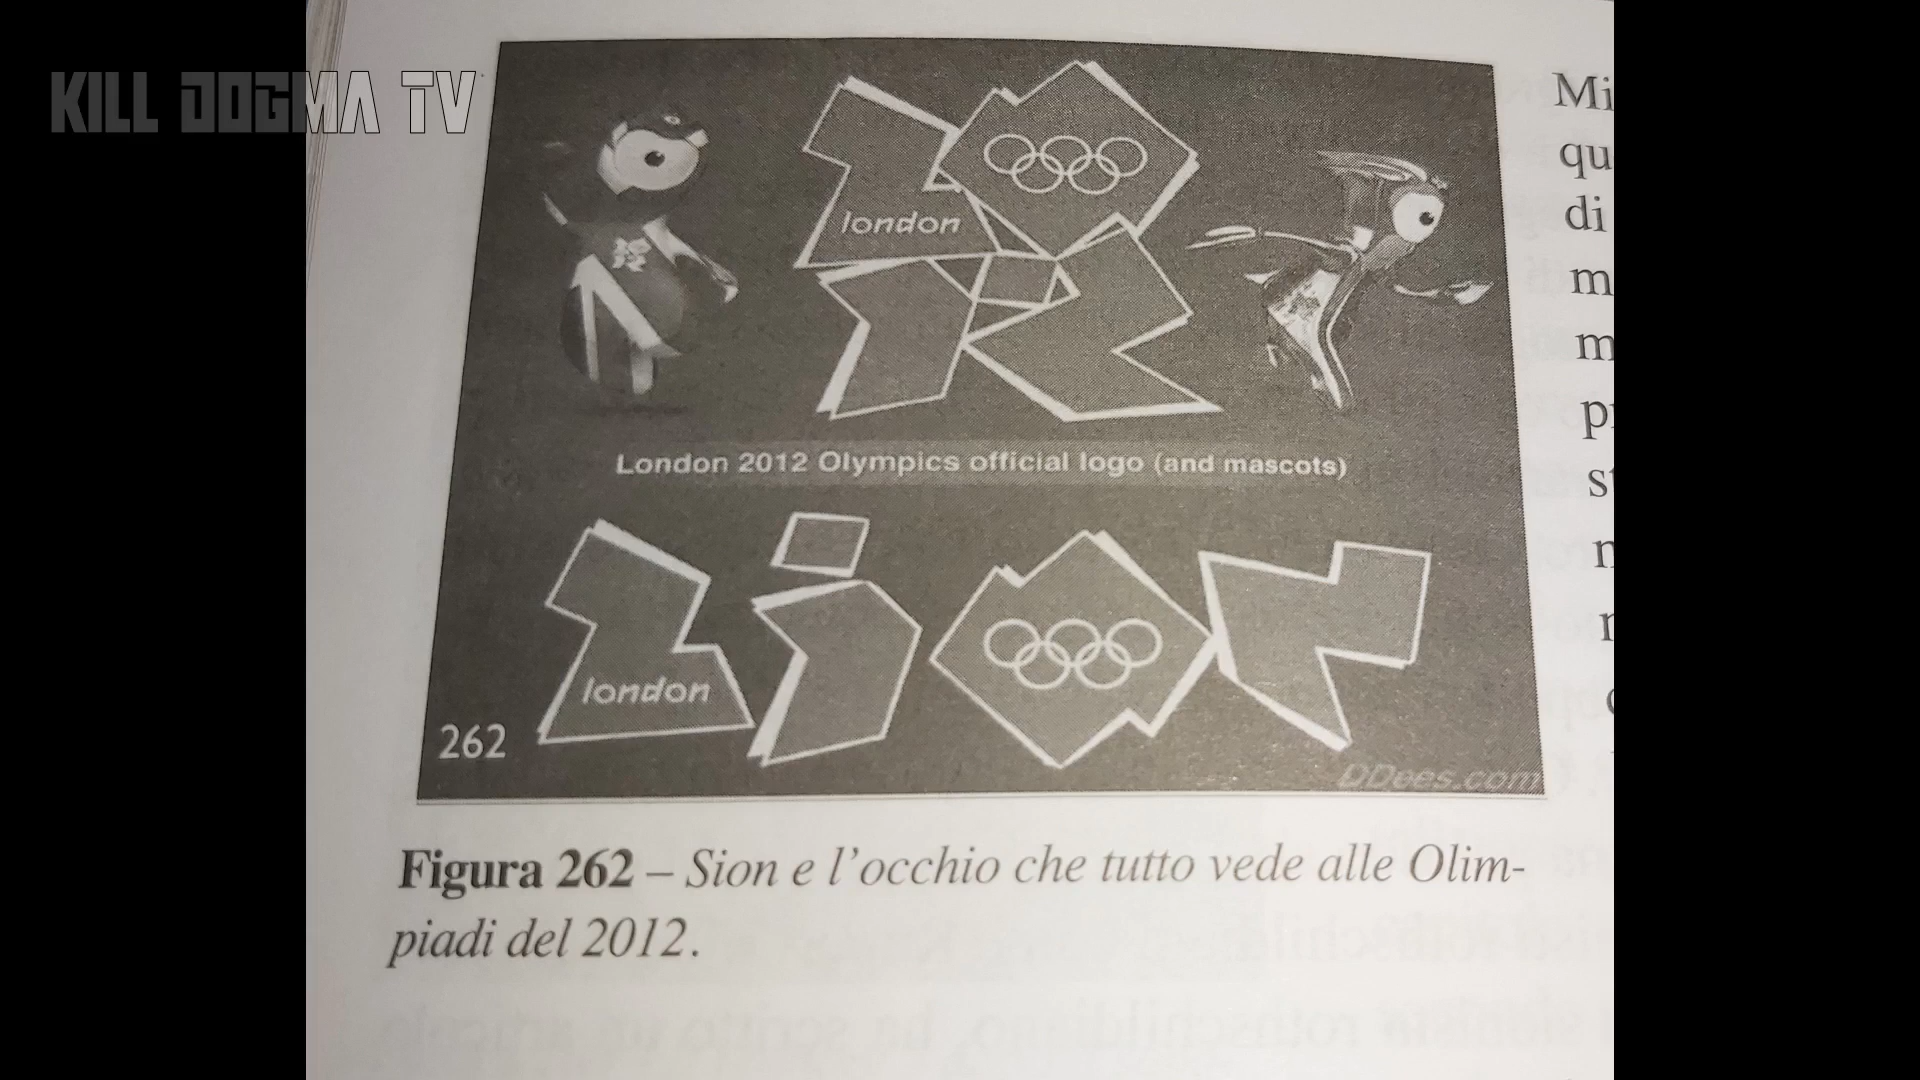 KILL DOGMA TV
london
London 2012 Olympics official logo (and mascots)
london
262
DDees.com
Figura 262 – Sion e l'occhio che tutto vede alle Olim-
piadi del 2012.
Mi
qu
di
m
m
st